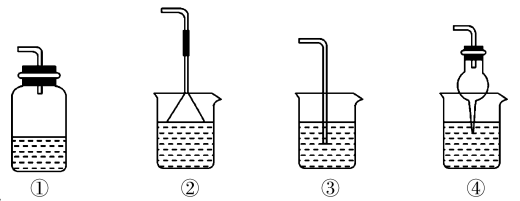 ① ② ③ ④